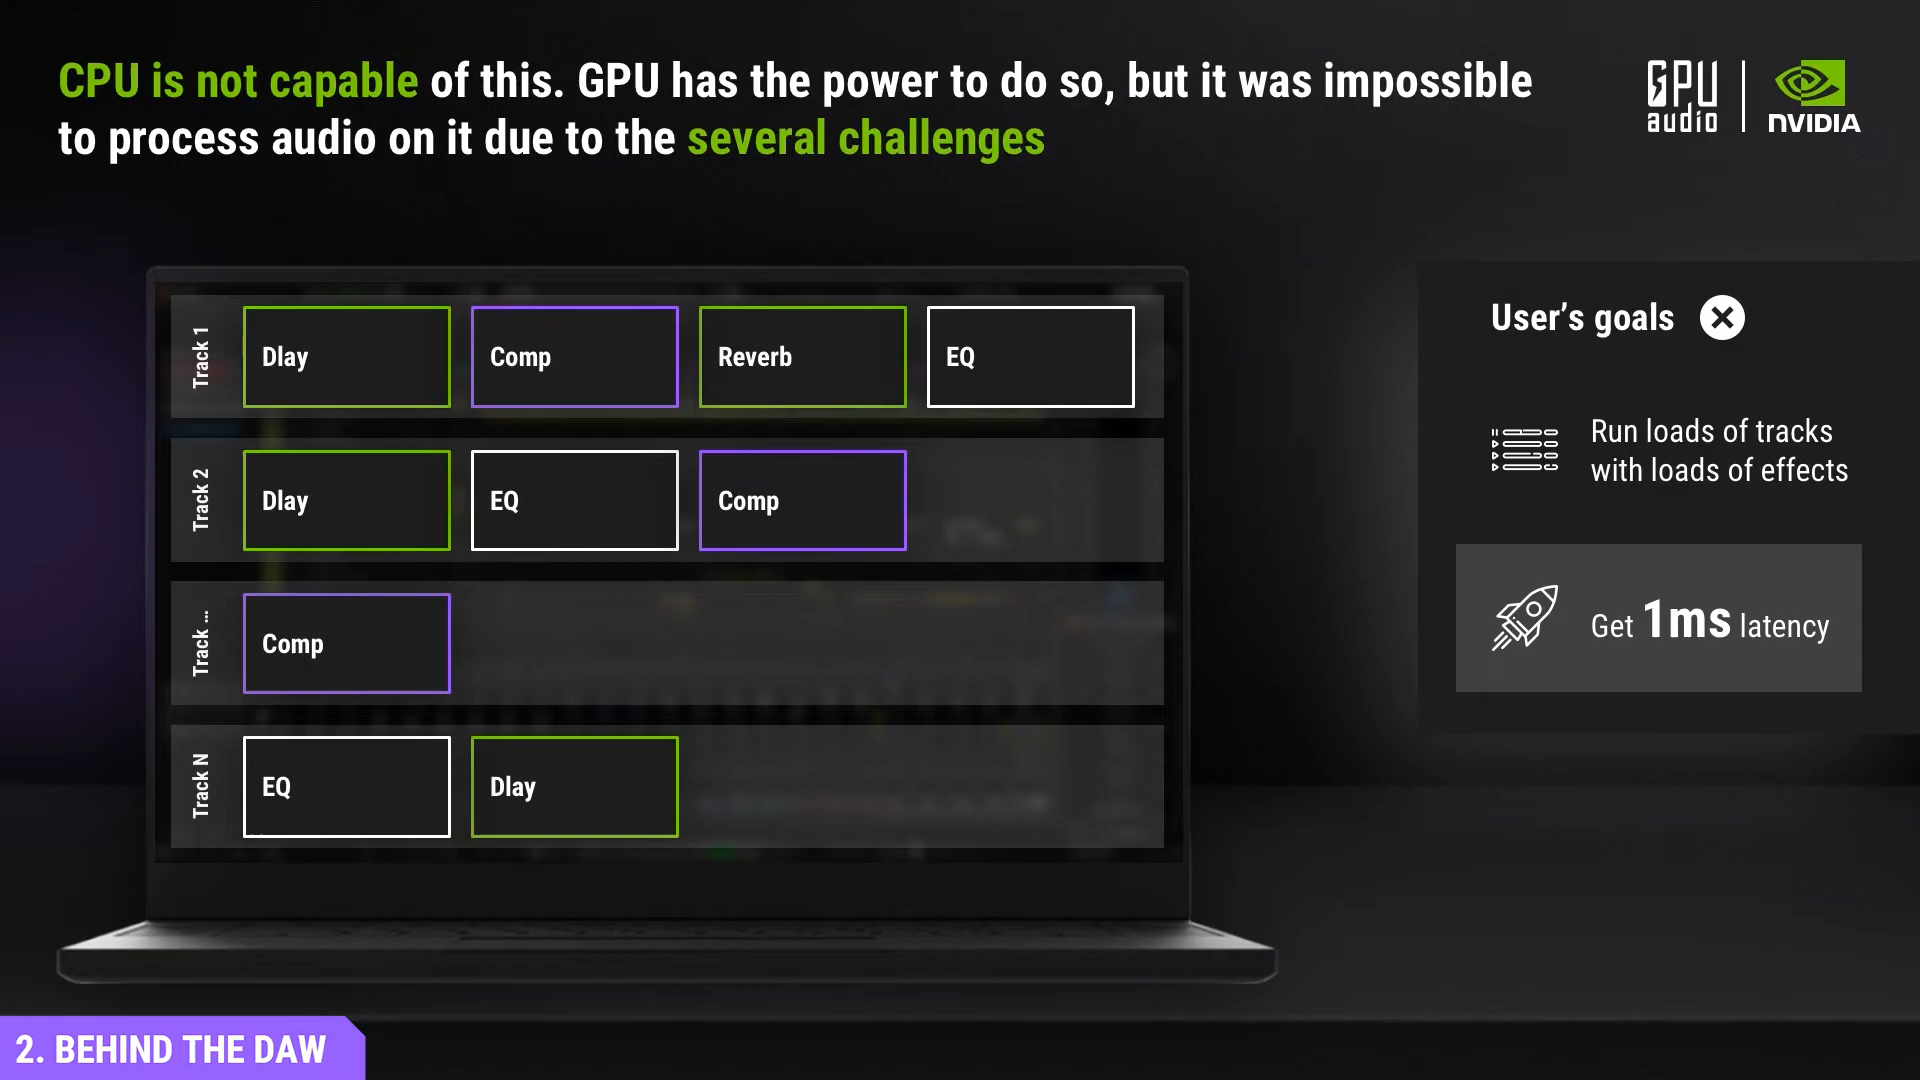 CPU is not capable of this. GPU has the power to do so, but it was impossible
to process audio on it due to the several challenges
GPU
audio
NVIDIA
Track 1
Dlay
Comp
Reverb
EQ
Track 2
Dlay
EQ
Comp
Track ...
Comp
Track N
EQ
Dlay
User's goals
Run loads of tracks
with loads of effects
Get 1ms latency
2. BEHIND THE DAW